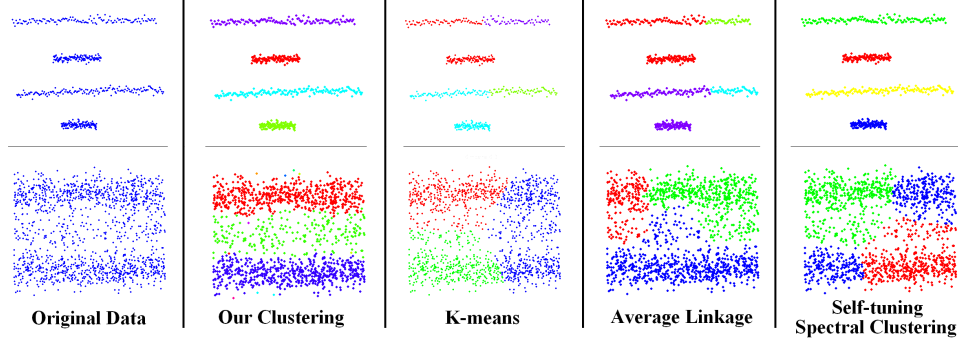 Original Data
Our Clustering
K-means
Average Linkage
Self-tuning
Spectral Clustering